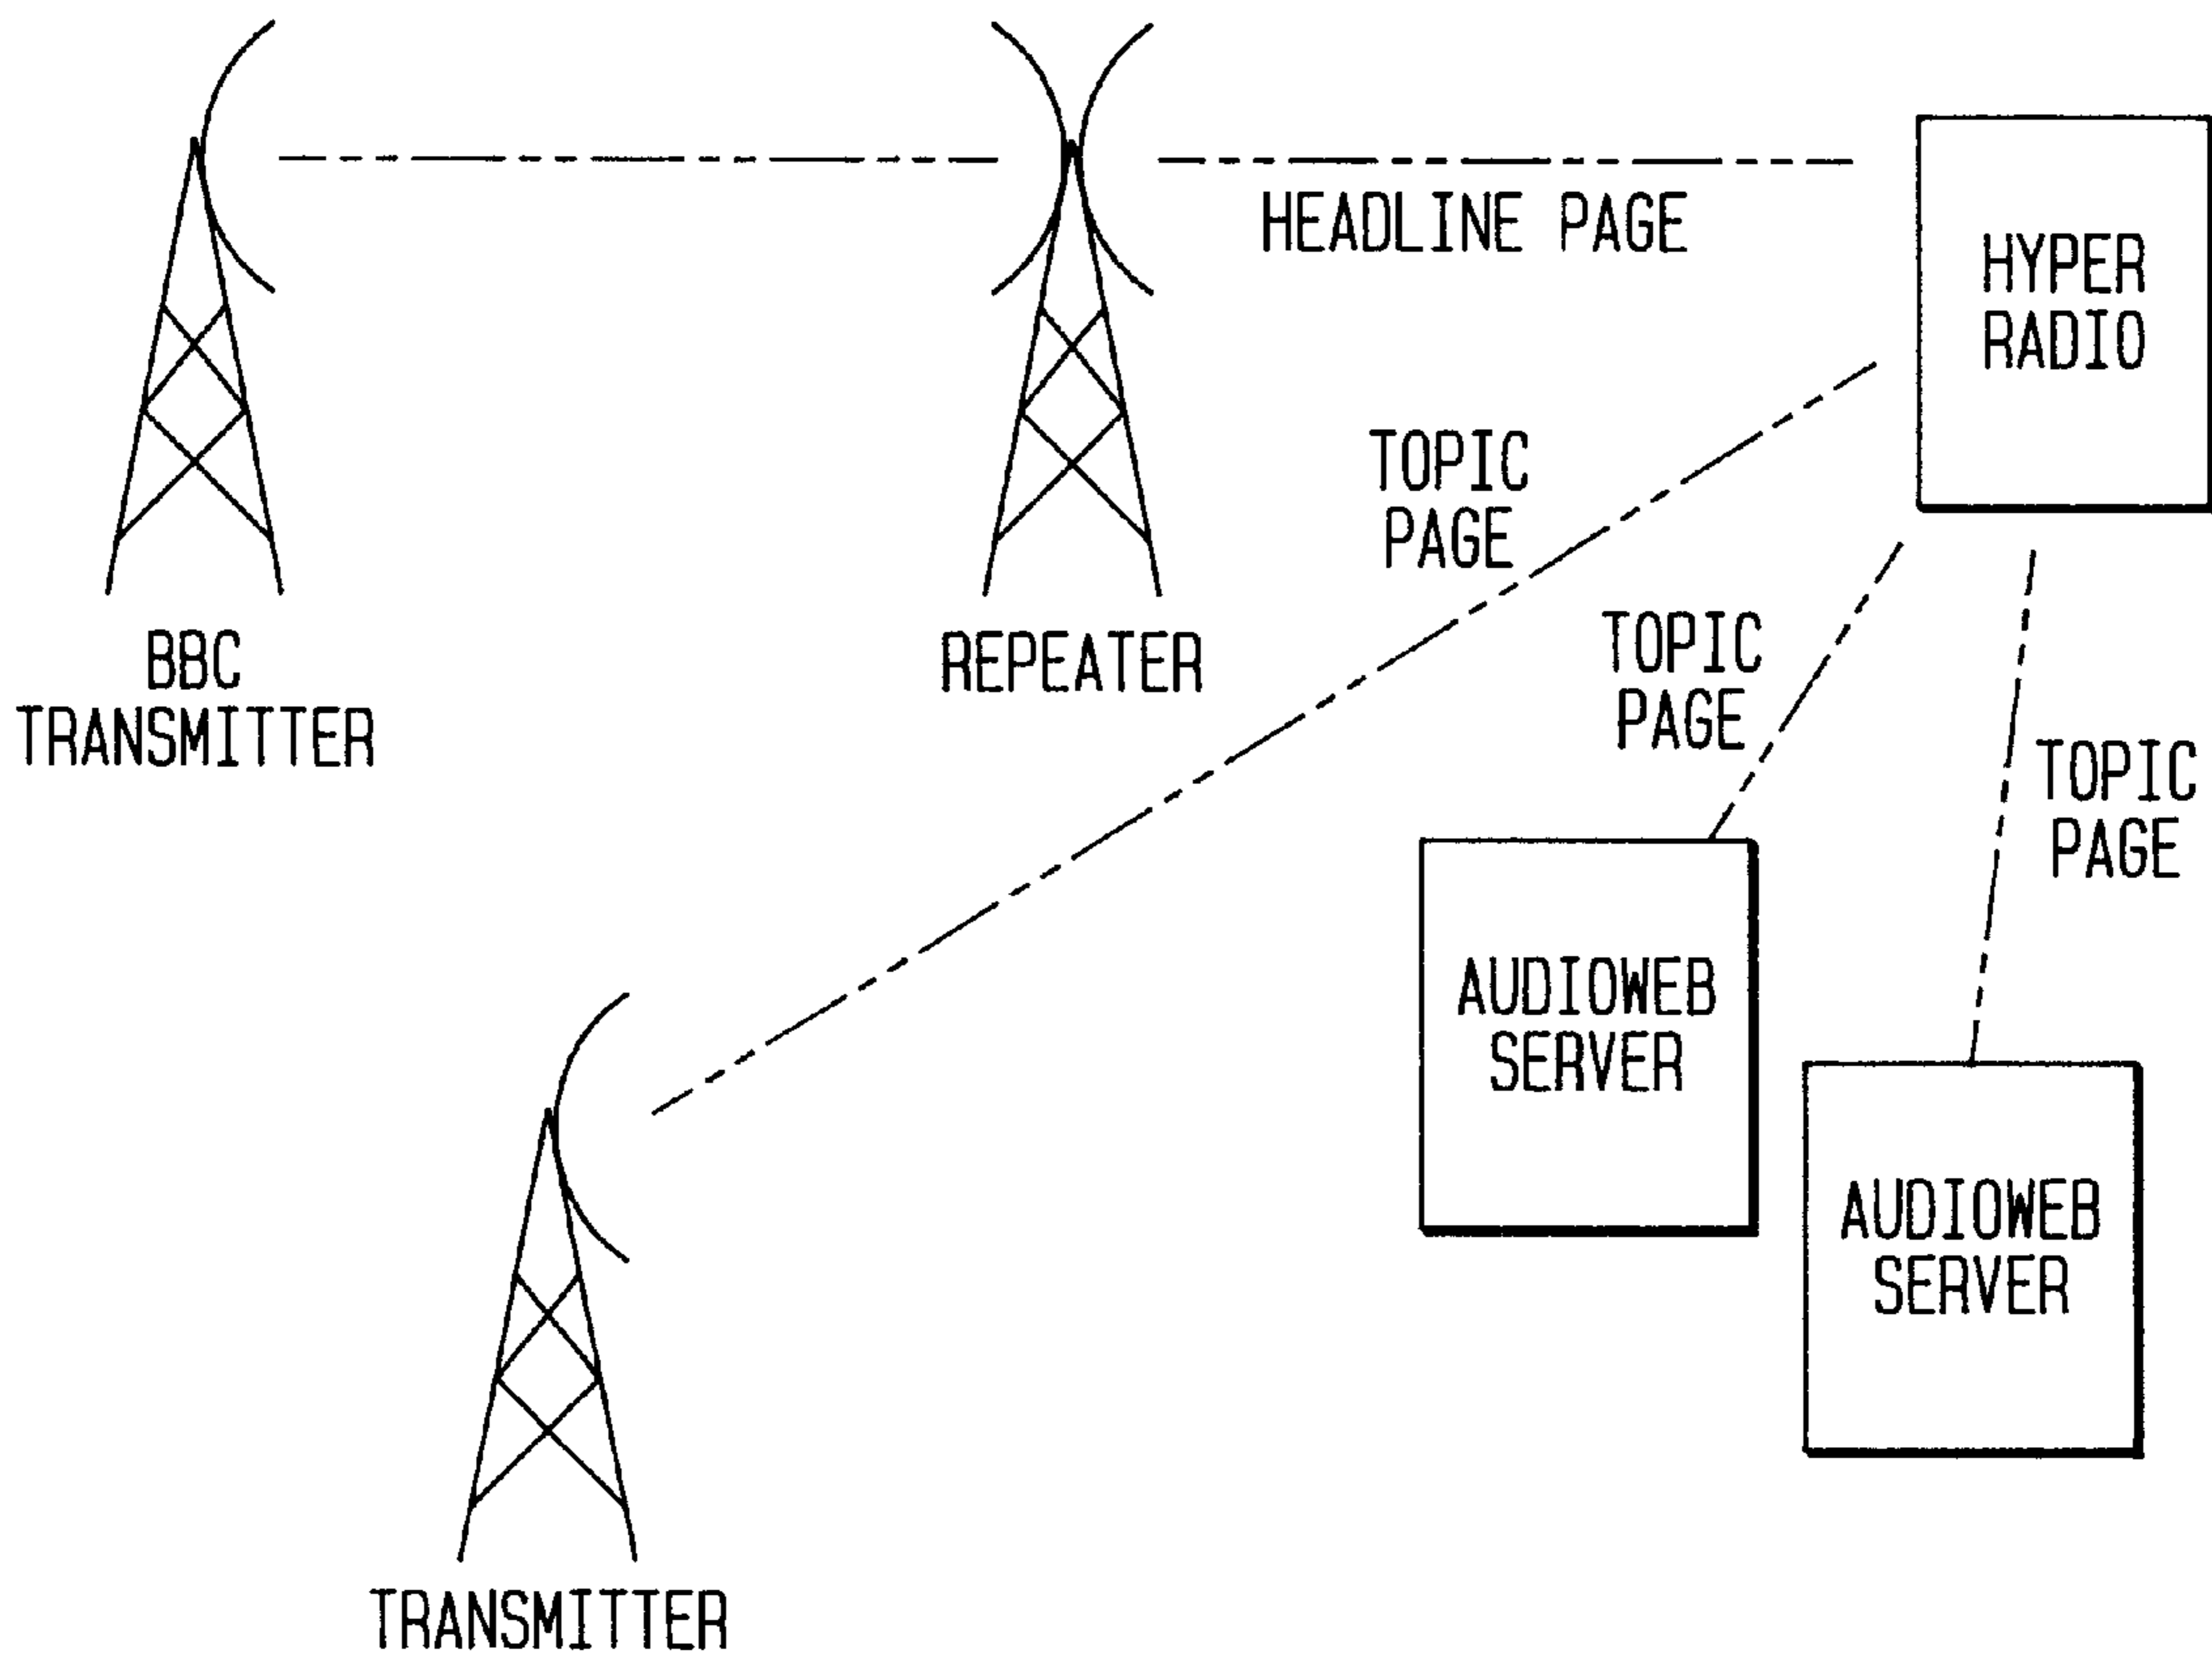 HEADLINE PAGE
HYPER
RADIO
BBC
TRANSMITTER
REPEATER
TOPIC
PAGE
TOPIC
PAGE
TOPIC
PAGE
AUDIOWEB
SERVER
AUDIOWEB
SERVER
TRANSMITTER